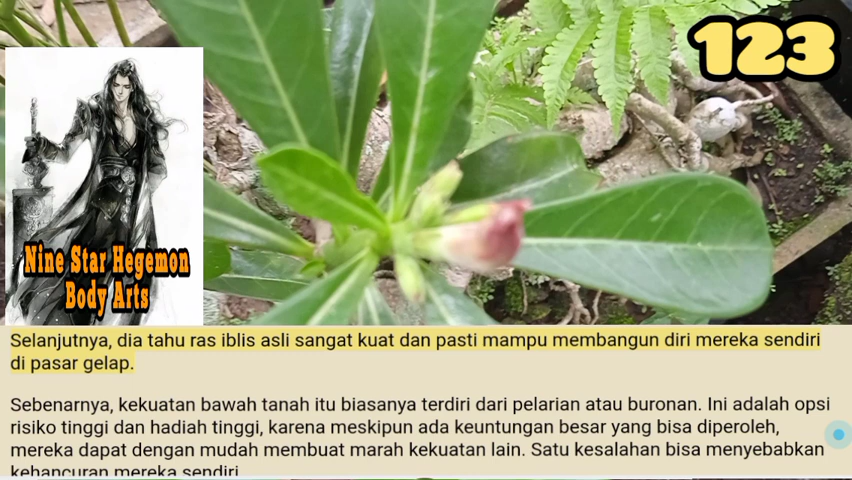 123
Nine Star Hegemon
Body Arts
Selanjutnya, dia tahu ras iblis asli sangat kuat dan pasti mampu membangun diri mereka sendiri
di pasar gelap.
Sebenarnya, kekuatan bawah tanah itu biasanya terdiri dari pelarian atau buronan. Ini adalah opsi
risiko tinggi dan hadiah tinggi, karena meskipun ada keuntungan besar yang bisa diperoleh,
mereka dapat dengan mudah membuat marah kekuatan lain. Satu kesalahan bisa menyebabkan
kehancuran mereka sendiri